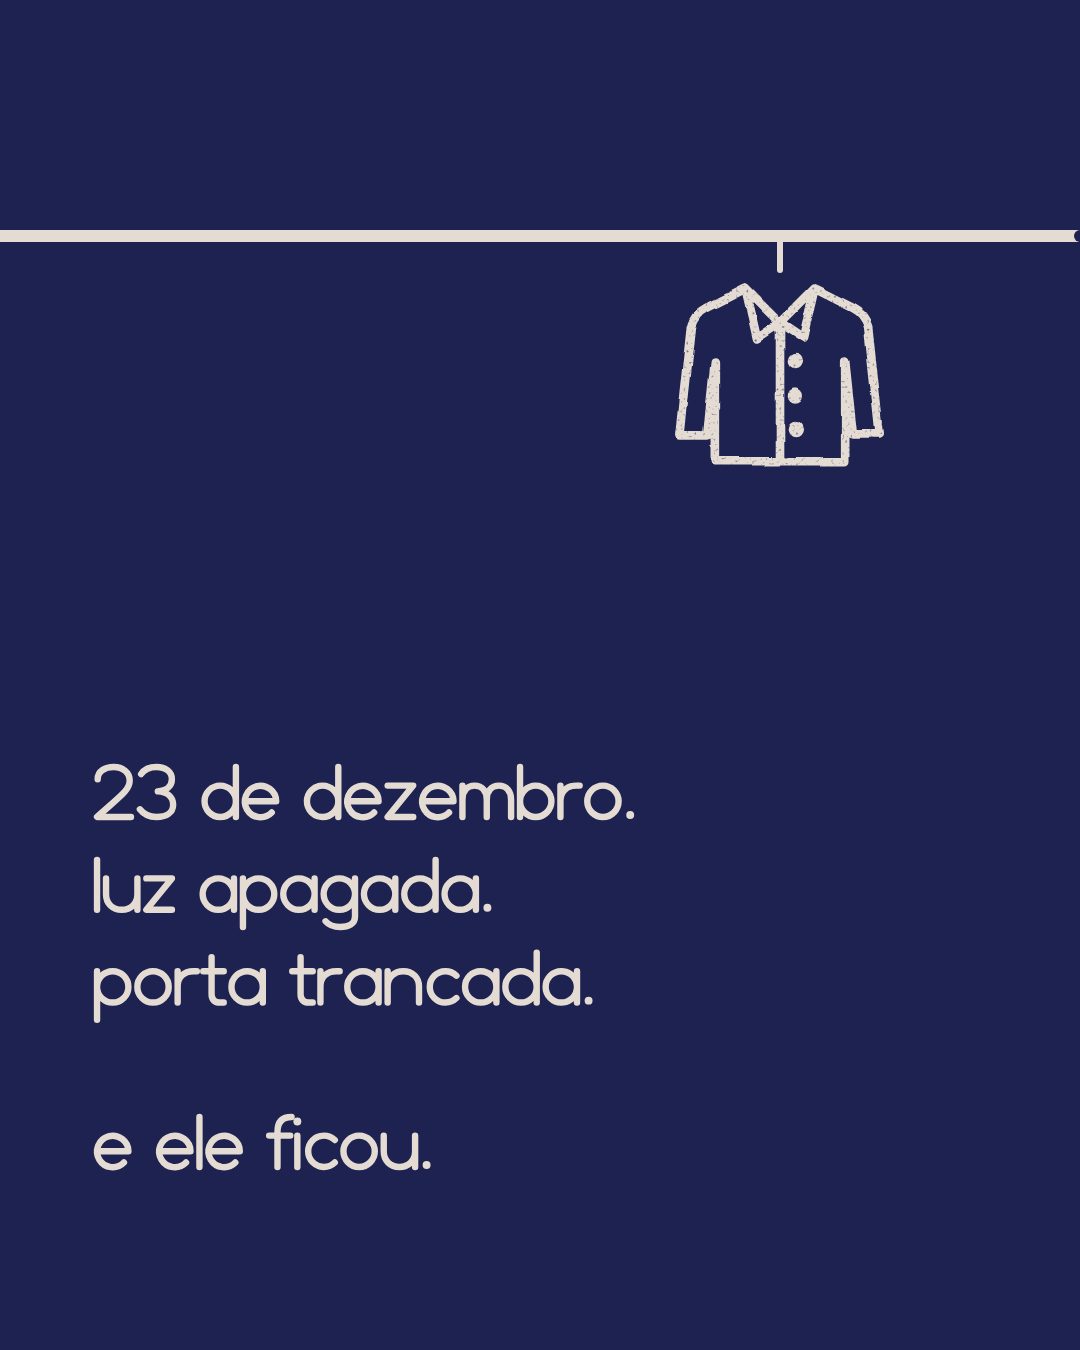 23 de dezembro.
luz apagada.
porta trancada.
e ele ficou.